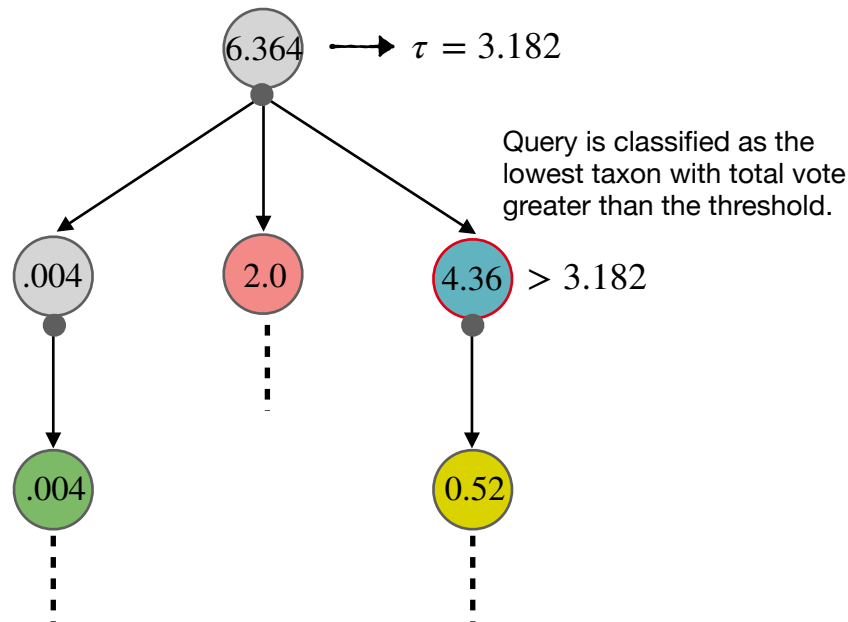 6.364 τ = 3.182
Query is classified as the
lowest taxon with total vote
greater than the threshold.
.004 2.0 4.36 > 3.182
.004 0.52